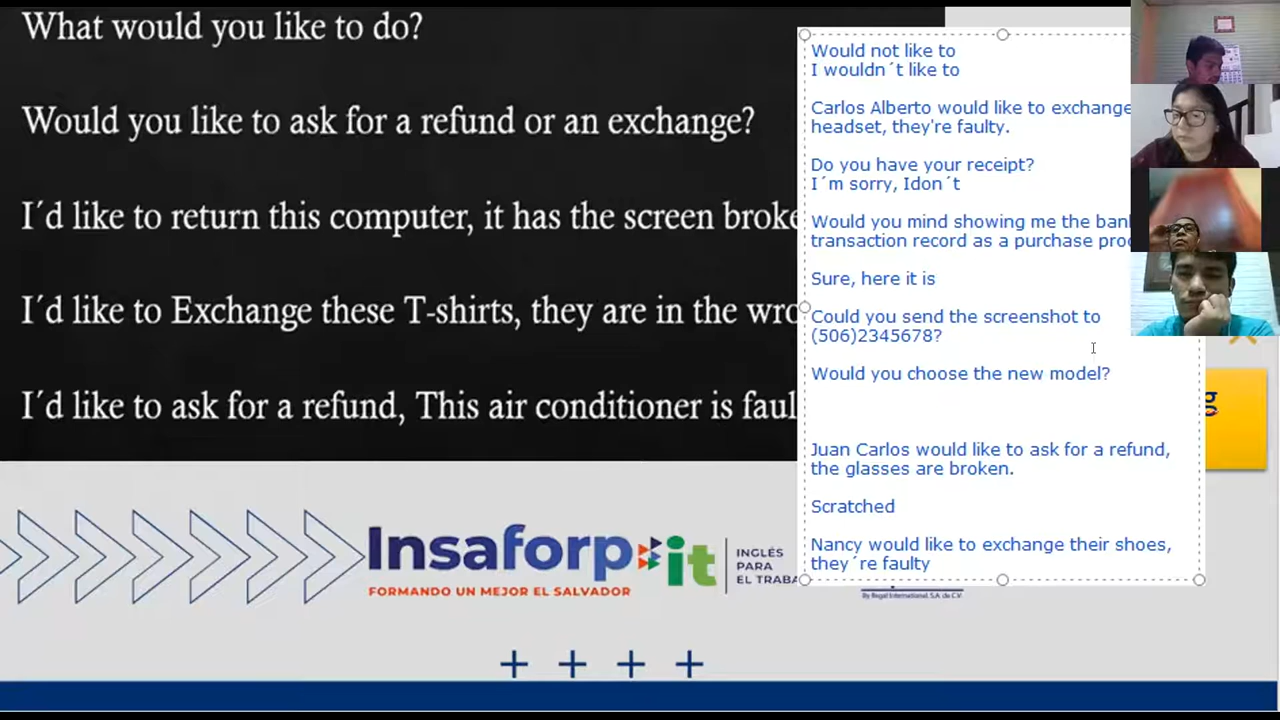 What would you like to do?
Would you like to ask for a refund or an exchange?
I´d like to return this computer, it has the screen
I´d like to Exchange these T-shirts, they are in the
I´d like to ask for a refund, This air conditioner is
Would not like to
I wouldn´t like to
Carlos Alberto would like to exchange
headset, they're faulty.
Do you have your receipt?
I´m sorry, Idon´t
Would you mind showing me the
transaction record as a purchase
Sure, here it is
Could you send the screenshot to
(506)2345678?
Would you choose the new model?
Juan Carlos would like to ask for a refund,
the glasses are broken.
Scratched
Nancy would like to exchange their shoes,
they´re faulty
Insaforp it
FORMANDO UN MEJOR EL SALVADOR
INGLÉS
PARA
EL
By Regal International, S.A. de C.V.